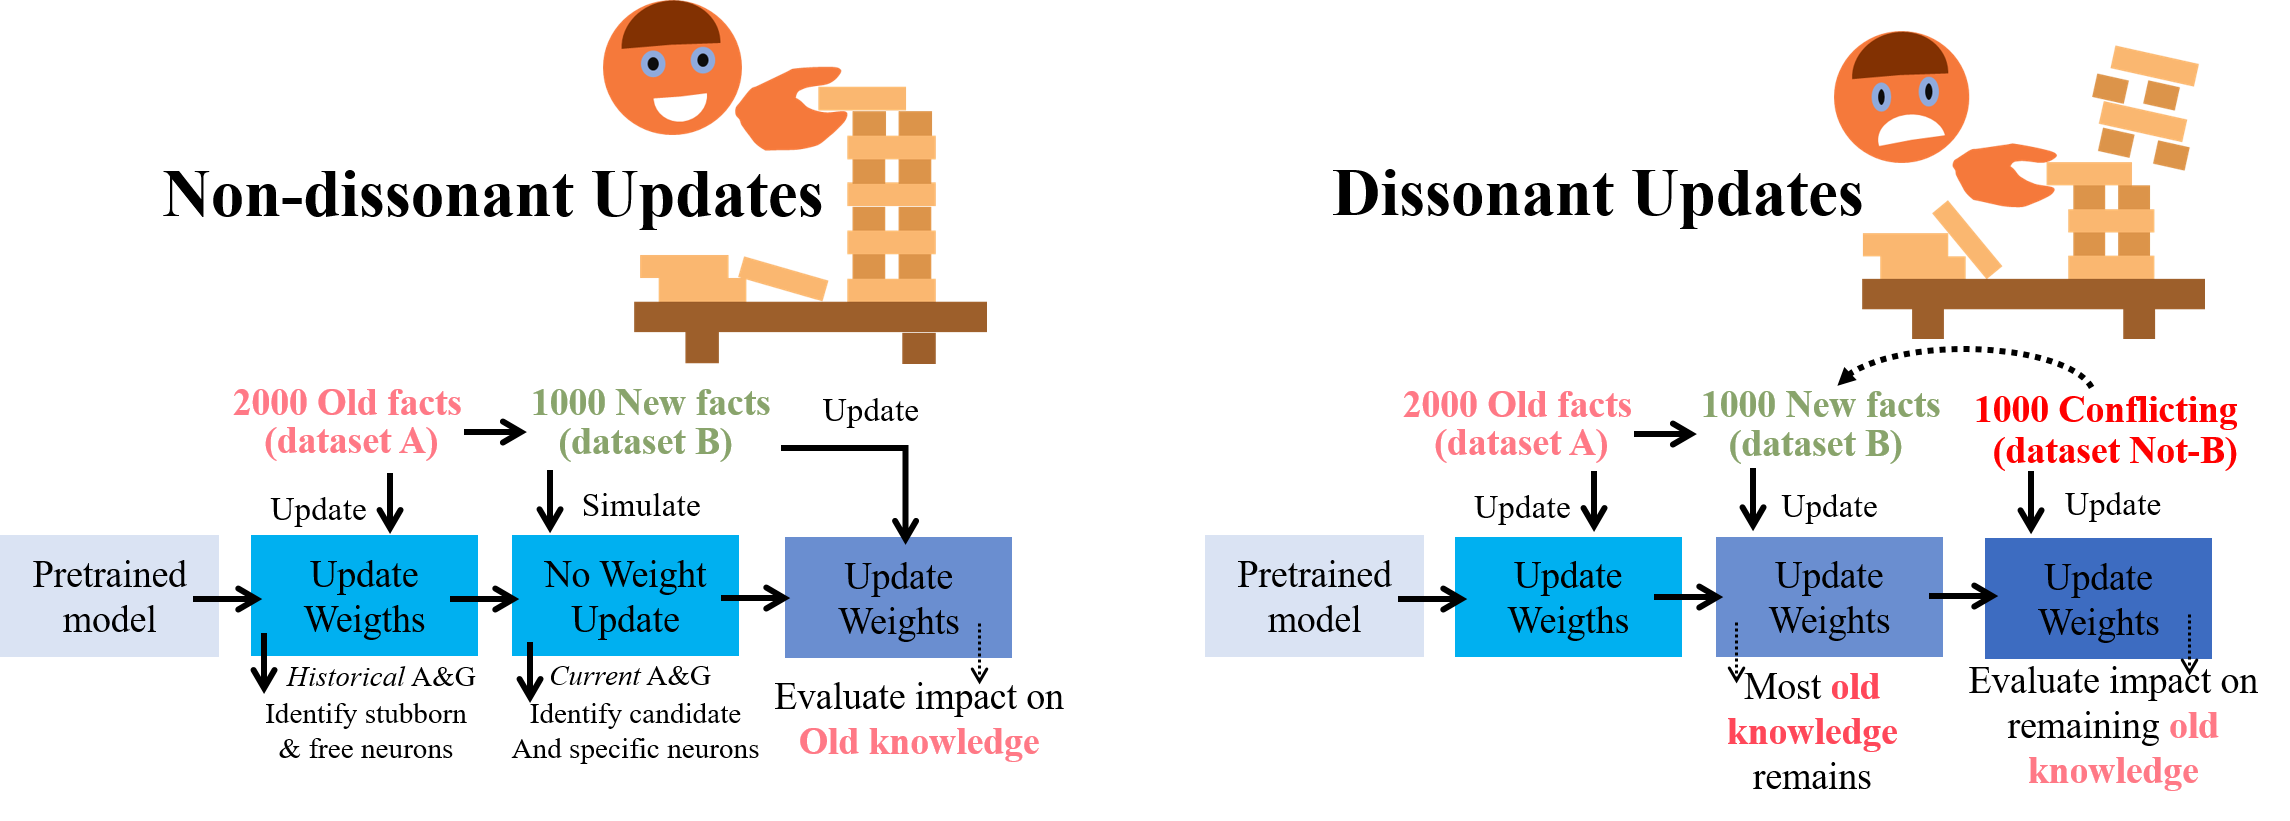 Non-dissonant Updates
2000 Old facts
(dataset A)
1000 New facts
(dataset B)
Update
Update
Simulate
Pretrained
model
Update
Weigths
No Weight
Update
Update
Weights
Historical A&G
Identify stubborn
& free neurons
Current A&G
Identify candidate
And specific neurons
Evaluate impact on
Old knowledge
Dissonant Updates
2000 Old facts
(dataset A)
1000 New facts
(dataset B)
1000 Conflicting
(dataset Not-B)
Update
Update
Update
Pretrained
model
Update
Weigths
Update
Weights
Update
Weights
Most old
knowledge
remains
Evaluate impact on
remaining old
knowledge